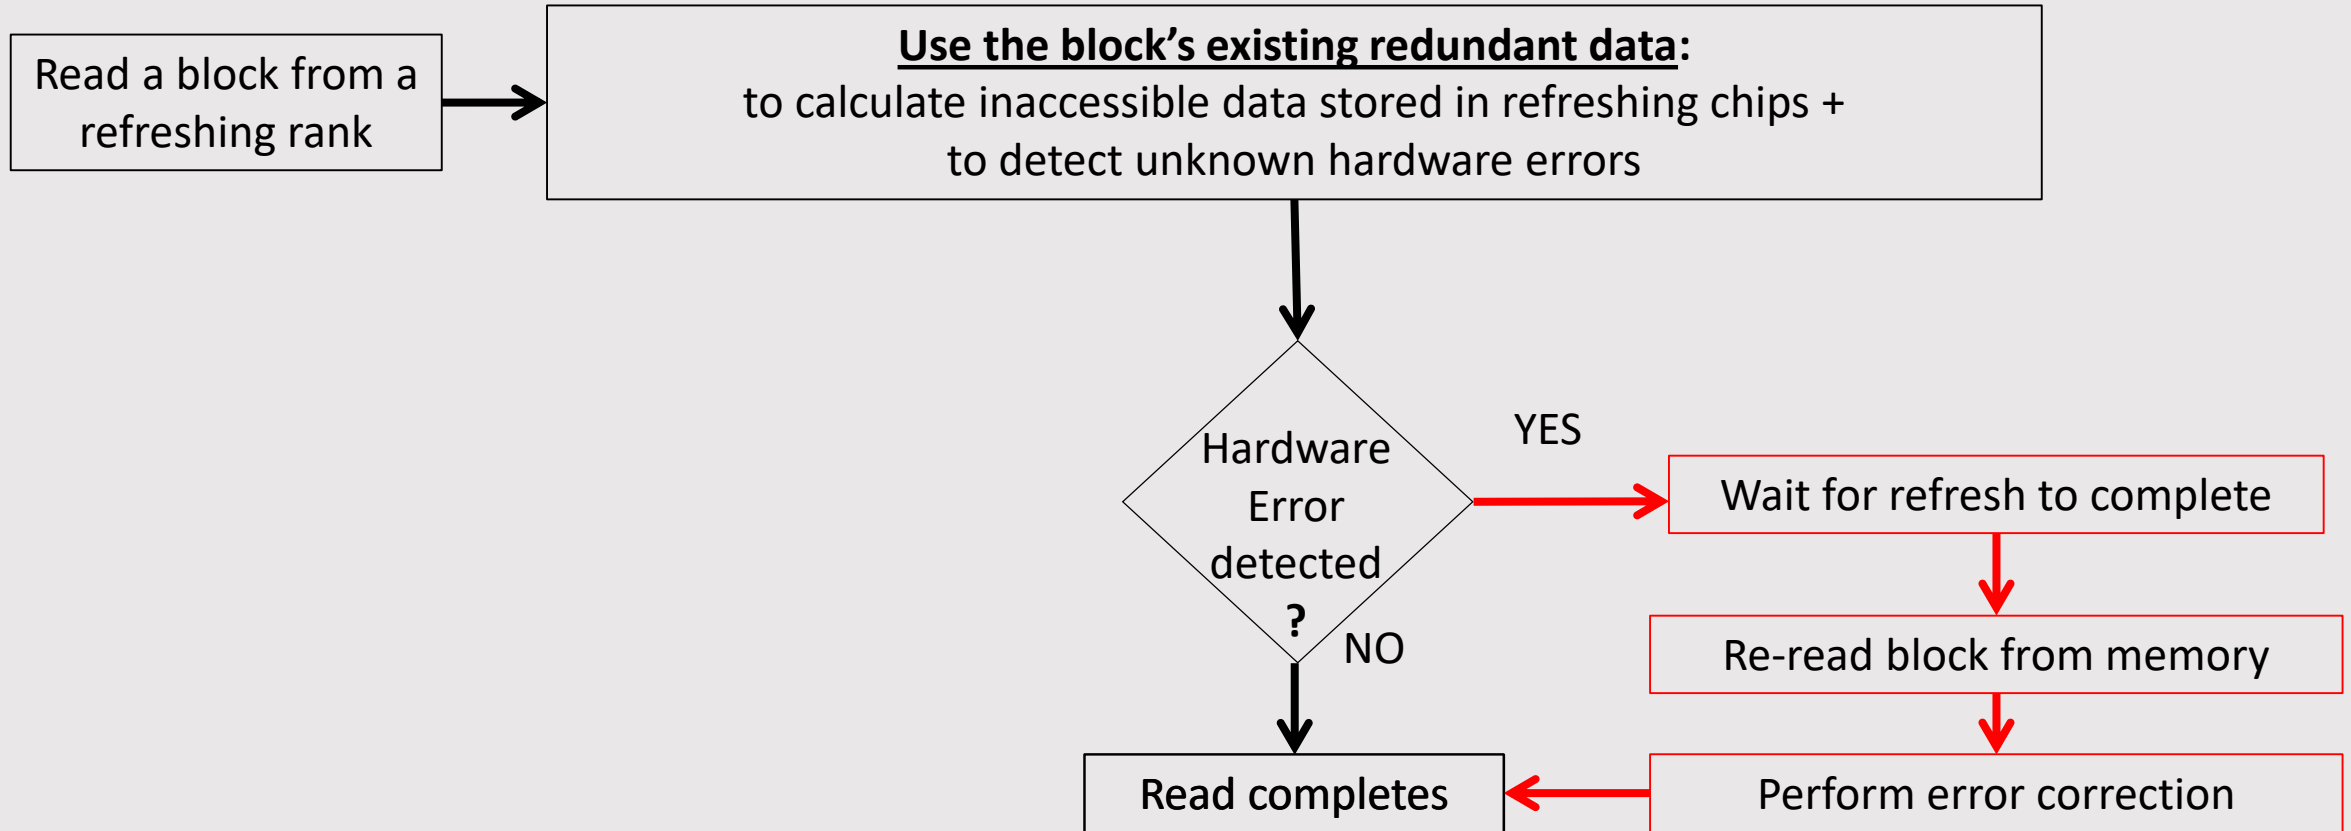 Read a block from a
refreshing rank
Use the block’s existing redundant data:
to calculate inaccessible data stored in refreshing chips +
to detect unknown hardware errors
Hardware
Error
detected
?
YES
NO
Wait for refresh to complete
Re-read block from memory
Perform error correction
Read completes